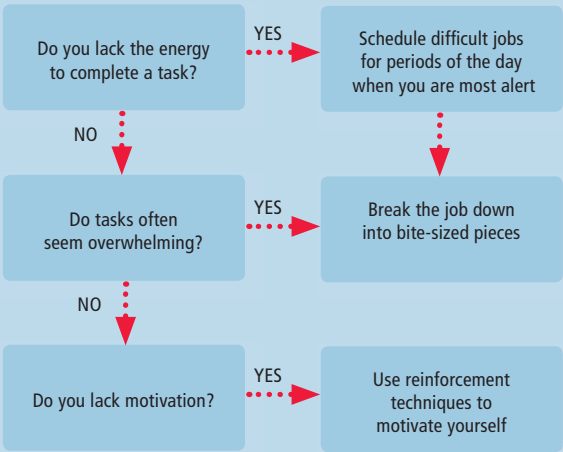 Do you lack the energy
to complete a task?
YES
Schedule difficult jobs
for periods of the day
when you are most alert
NO
Do tasks often
seem overwhelming?
YES
Break the job down
into bite-sized pieces
NO
Do you lack motivation?
YES
Use reinforcement
techniques to
motivate yourself